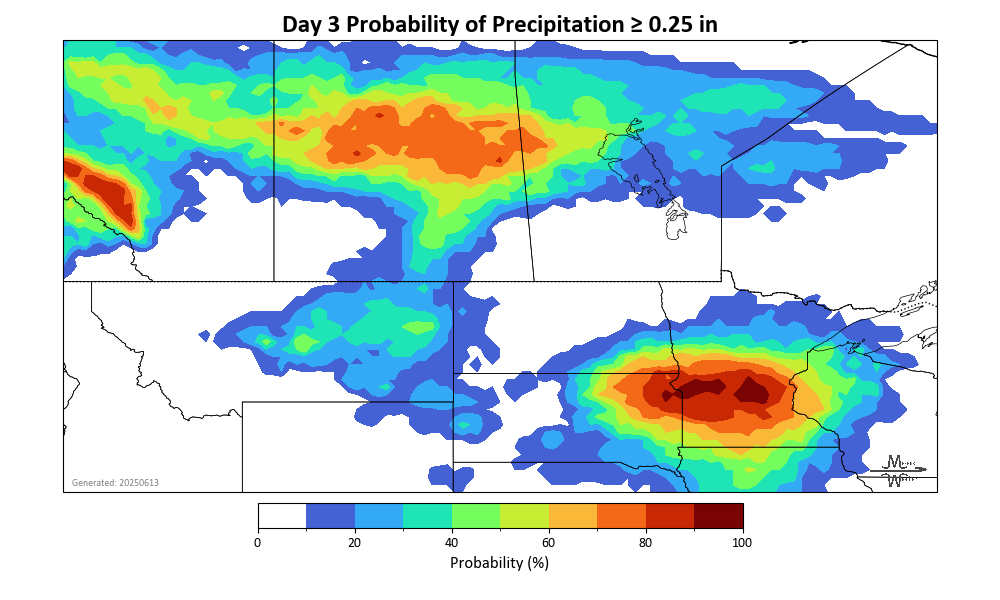 Day 3 Probability of Precipitation ≥ 0.25 in
Generated: 20250613
0 20 40 60 80 100
Probability (%)